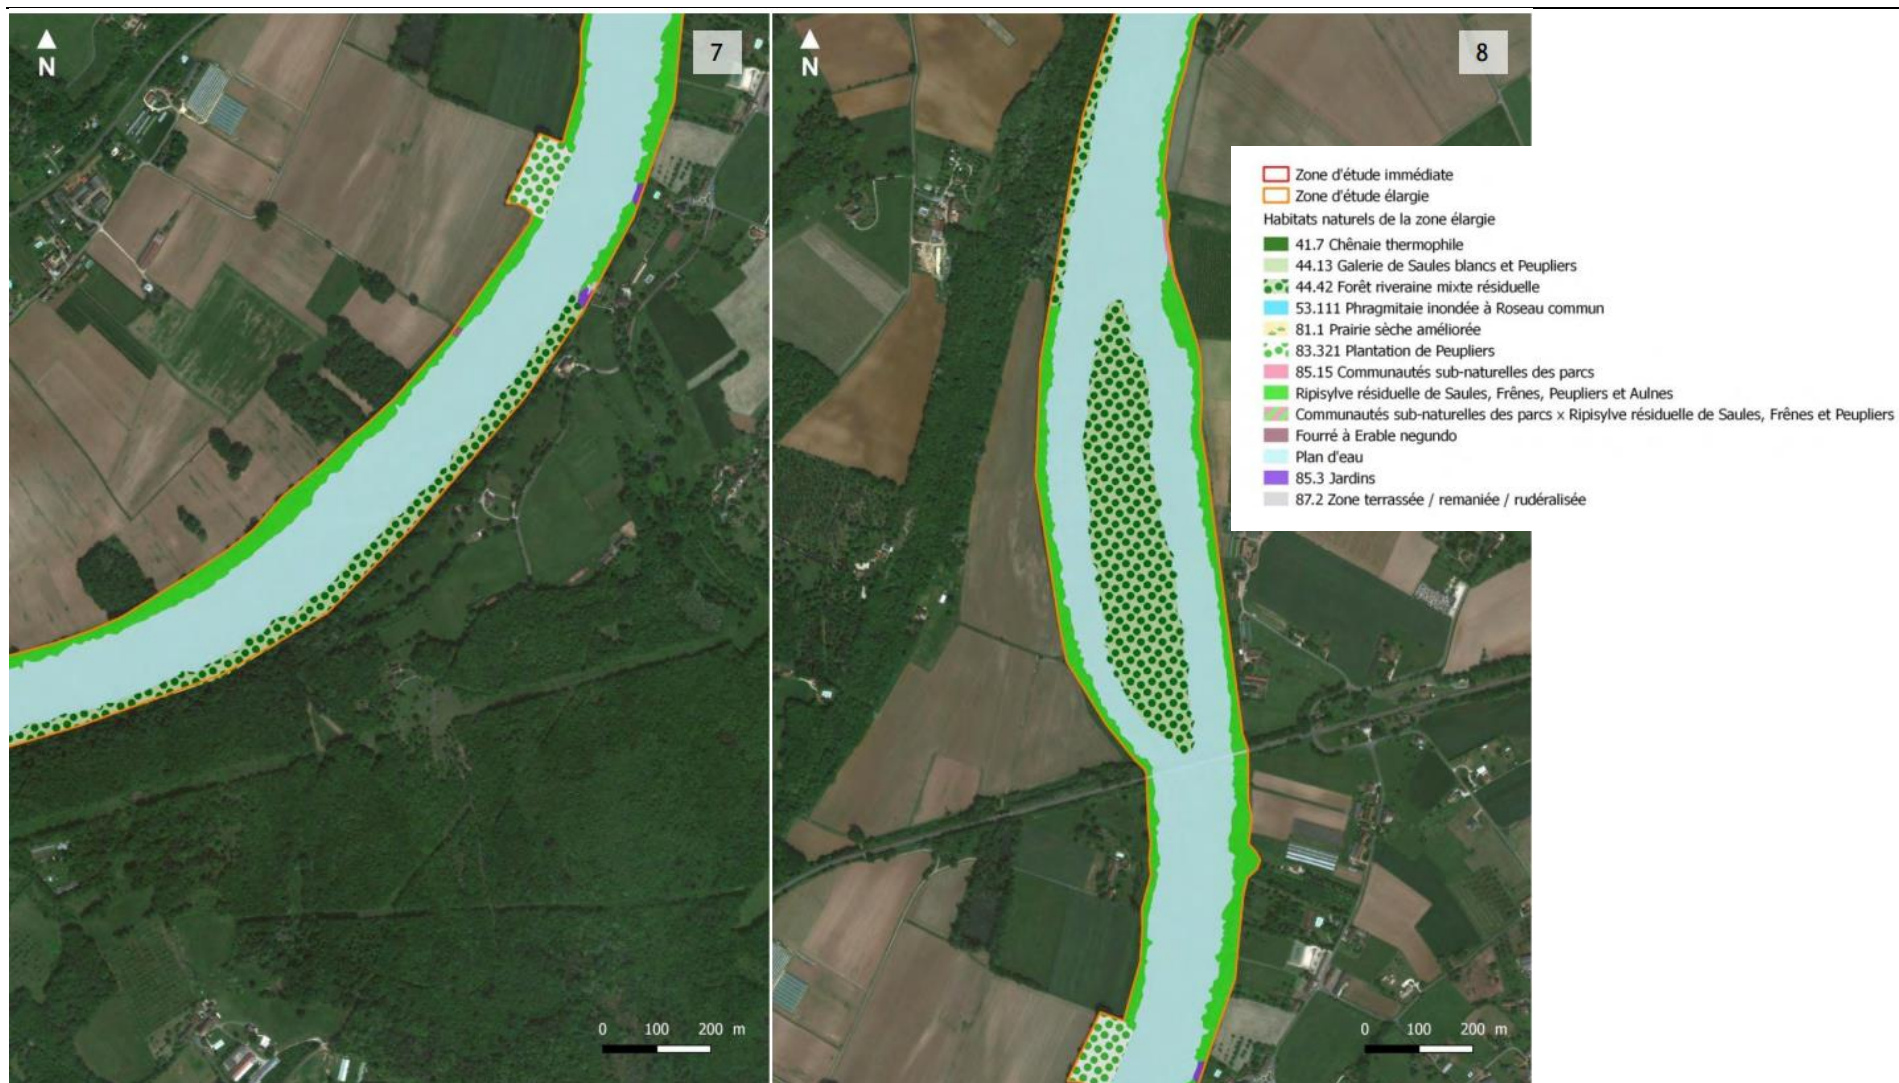 N
7
N
8
Zone d'étude immédiate
Zone d'étude élargie
Habitats naturels de la zone élargie
41.7 Chênaie thermophile
44.13 Galerie de Saules blancs et Peupliers
44.42 Forêt riveraine mixte résiduelle
53.111 Phragmitaie inondée à Roseau commun
81.1 Prairie sèche améliorée
83.321 Plantation de Peupliers
85.15 Communautés sub-naturelles des parcs
Ripisylve résiduelle de Saules, Frênes, Peupliers et Aulnes
Communautés sub-naturelles des parcs x Ripisylve résiduelle de Saules, Frênes et Peupliers
Fourré à Erable negundo
Plan d'eau
85.3 Jardins
87.2 Zone terrassée / remaniée / rudéralisée
0 100 200 m
0 100 200 m